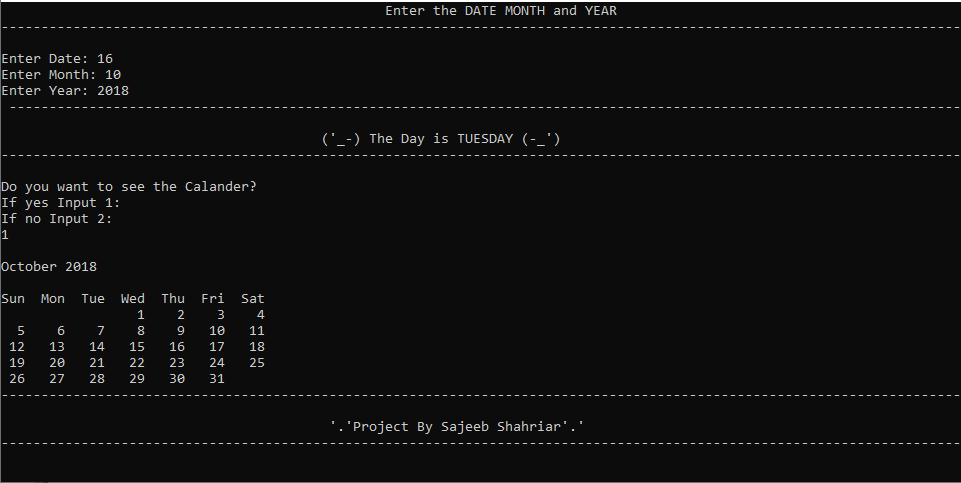 Enter the DATE MONTH and YEAR
------------------------------------------------------------------------------------------------------------------------
Enter Date: 16
Enter Month: 10
Enter Year: 2018
-----------------------------------------------------------------------------------------------------------------------
('_-) The Day is TUESDAY (-_')
------------------------------------------------------------------------------------------------------------------------
Do you want to see the Calander?
If yes Input 1:
If no Input 2:
1
October 2018
Sun  Mon  Tue  Wed  Thu  Fri  Sat
                 1    2    3    4
  5    6    7    8    9   10   11
 12   13   14   15   16   17   18
 19   20   21   22   23   24   25
 26   27   28   29   30   31
------------------------------------------------------------------------------------------------------------------------
'.'Project By Sajeeb Shahriar'.'
------------------------------------------------------------------------------------------------------------------------